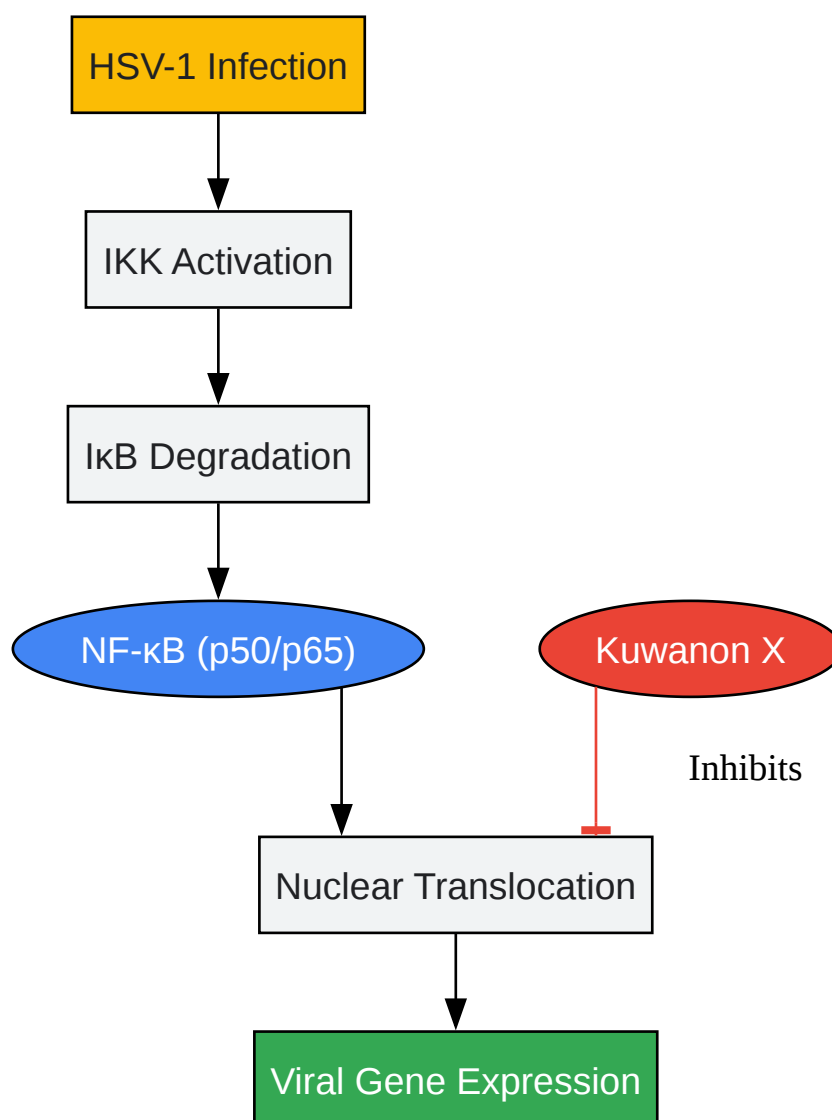 HSV-1 Infection
IKK Activation
IκB Degradation
NF-κB (p50/p65)
Kuwanon X
Inhibits
Nuclear Translocation
Viral Gene Expression